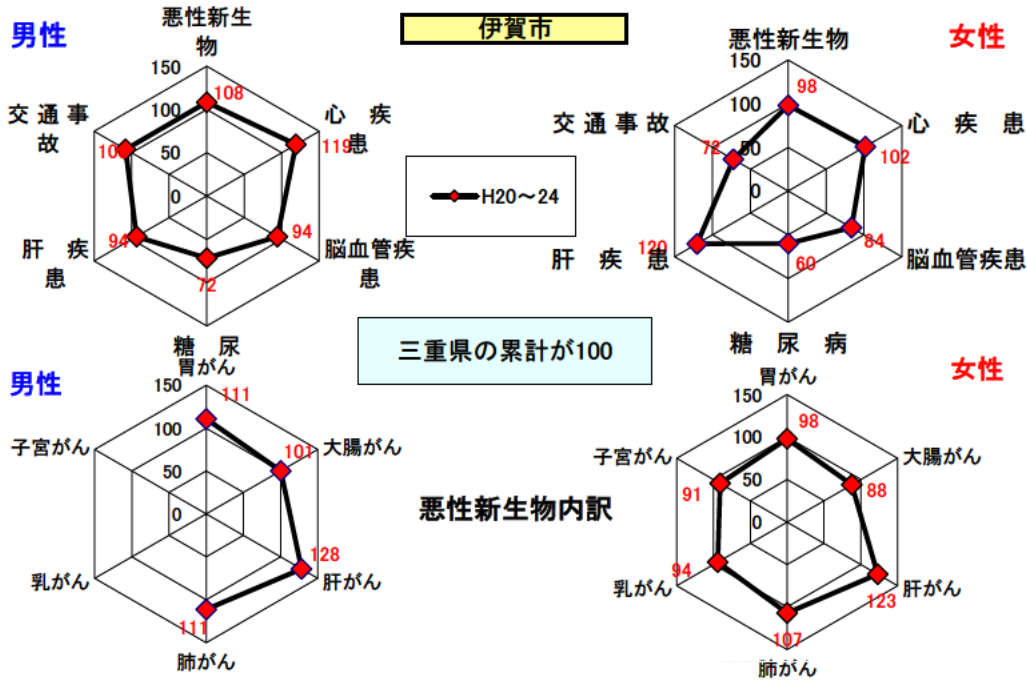 男性
伊賀市
女性
悪性新生
物
150
100
50
0
108
心 疾
患
119
94
脳血管疾
患
72
糖 尿
94
肝 疾
患
交 通 事
故
悪性新生物
150
100
50
0
98
心 疾 患
102
84
脳血管疾患
60
糖 尿 病
120
肝 疾 患
72
交 通 事 故
H20～24
三重県の累計が100
男性
女性
胃がん
150
100
50
0
111
大腸がん
101
128
肝がん
111
肺がん
乳がん
子宮がん
悪性新生物内訳
胃がん
150
100
50
0
98
大腸がん
88
肝がん
123
107
肺がん
94
乳がん
91
子宮がん